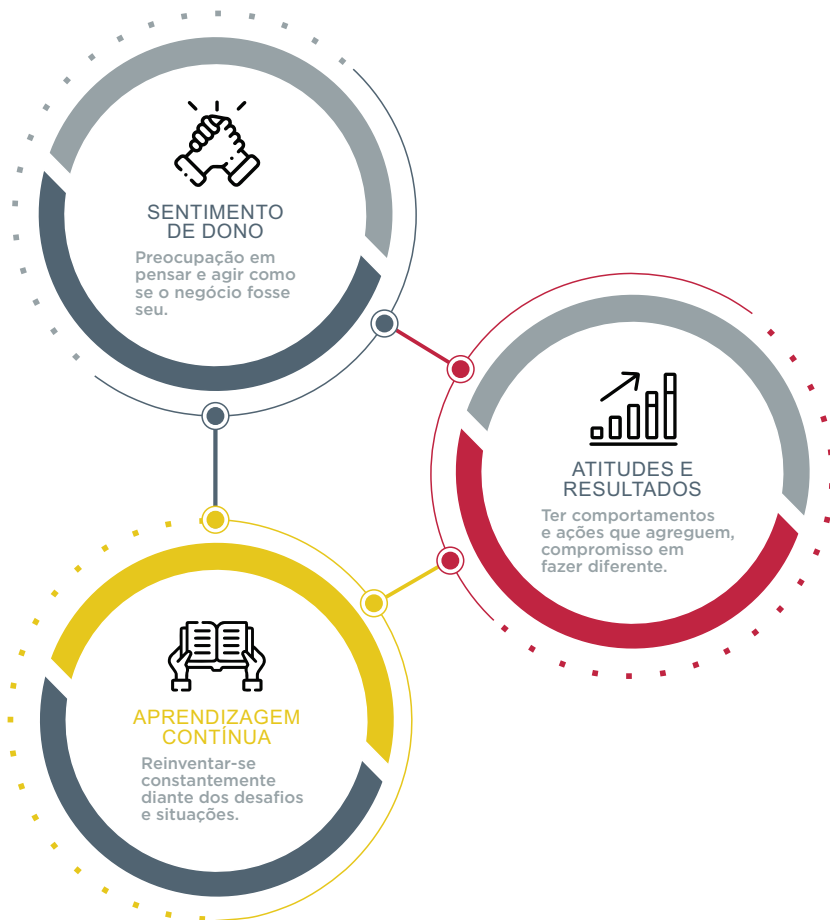 SENTIMENTO
DE DONO
Preocupação em
pensar e agir como
se o negócio fosse
seu.
ATITUDES E
RESULTADOS
Ter comportamentos
e ações que agreguem,
compromisso em
fazer diferente.
APRENDIZAGEM
CONTÍNUA
Reinventar-se
constantemente
diante dos desafios
e situações.